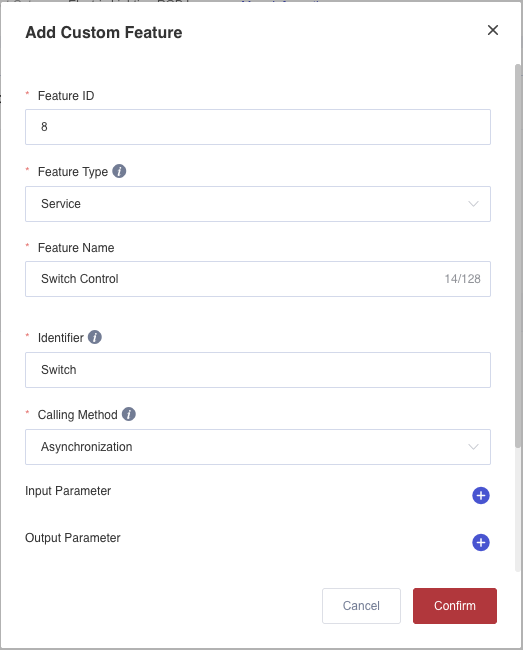 Add Custom Feature
* Feature ID
8
* Feature Type i
Service
* Feature Name
Switch Control 14/128
* Identifier i
Switch
* Calling Method i
Asynchronization
Input Parameter
Output Parameter
Cancel Confirm